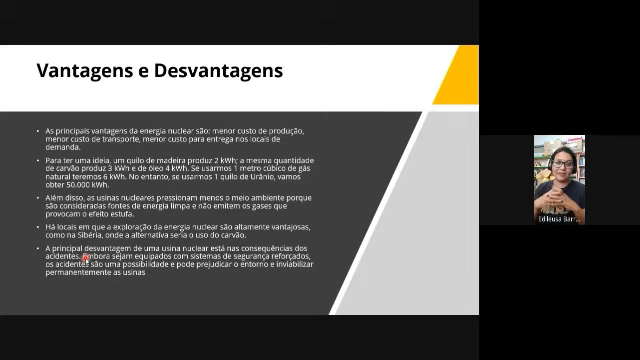 Vantagens e Desvantagens
• As principais vantagens da energia nuclear são: menor custo de produção,
menor custo de transporte, menor custo para entrega nos locais de
demanda.
• Para ter uma ideia, um quilo de madeira produz 2 kWh; a mesma quantidade
de carvão produz 3 kWh e de óleo 4 kWh. Se usarmos 1 metro cúbico de gás
natural teremos 6 kWh. No entanto, se usarmos 1 quilo de Urânio, vamos
obter 50.000 kWh.
• Além disso, as usinas nucleares pressionam menos o meio ambiente porque
são consideradas fontes de energia limpa e não emitem os gases que
provocam o efeito estufa.
• Há locais em que a exploração da energia nuclear são altamente vantajosas,
como na Sibéria, onde a alternativa seria o uso do carvão.
• A principal desvantagem de uma usina nuclear está nas consequências dos
acidentes. Embora sejam equipados com sistemas de segurança reforçados,
os acidentes são uma possibilidade e pode prejudicar o entorno e inviabilizar
permanentemente as usinas
Edileusa Barr...